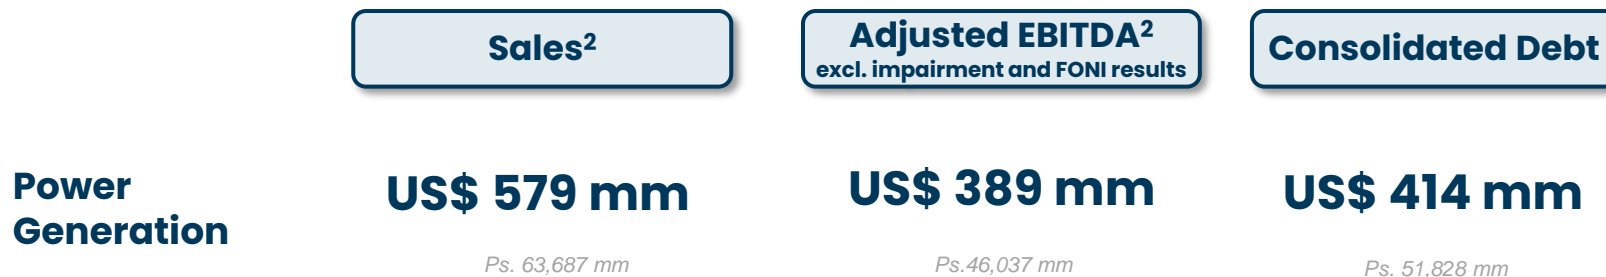 Sales²
Adjusted EBITDA²
excl. impairment and FONI results
Consolidated Debt
Power
Generation
US$ 579 mm
US$ 389 mm
US$ 414 mm
Ps. 63,687 mm
Ps.46,037 mm
Ps. 51,828 mm